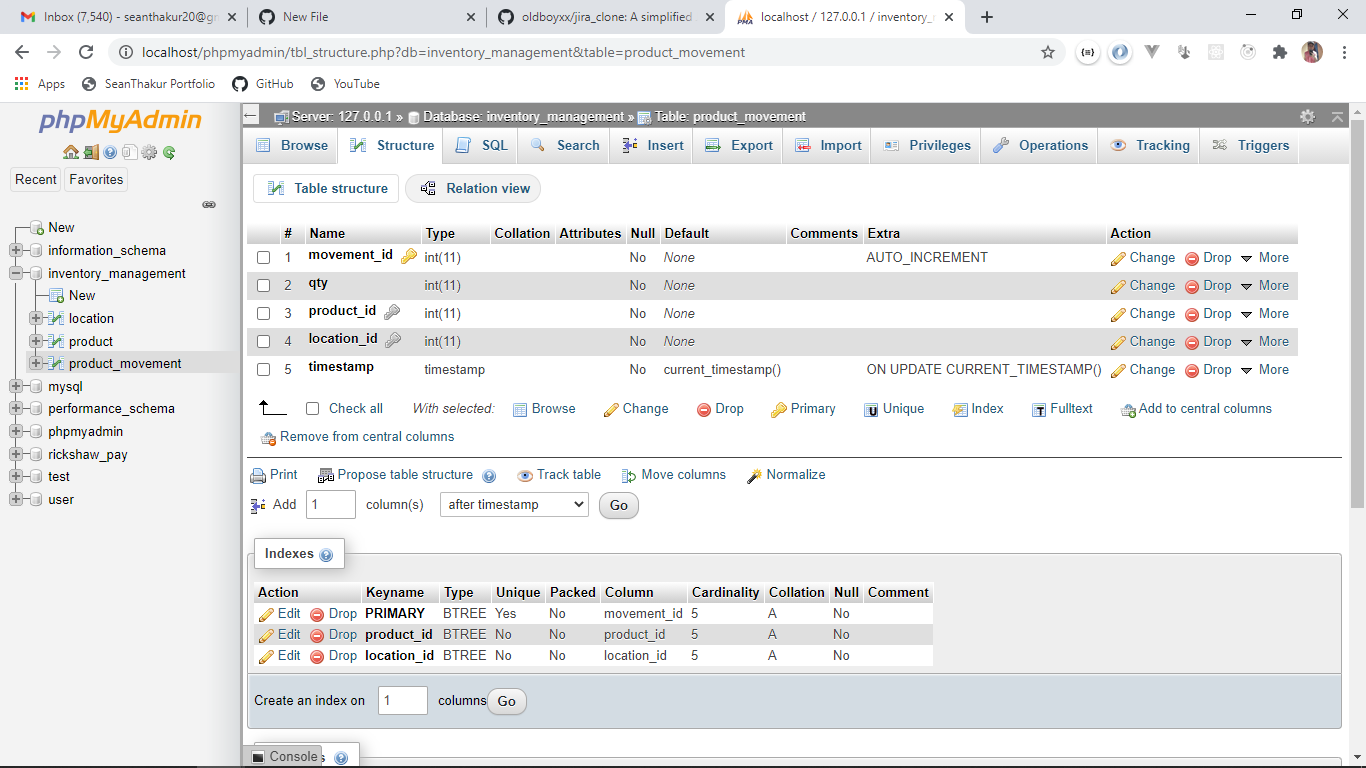 Inbox (7,540) - seanthakur20@gm
New File
oldboyxx/jira_clone: A simplified
localhost / 127.0.0.1 / inventory_
localhost/phpmyadmin/tbl_structure.php?db=inventory_management&table=product_movement
Apps
SeanThakur Portfolio
GitHub
YouTube
phpMyAdmin
Recent
Favorites
New
information_schema
inventory_management
New
location
product
product_movement
mysql
performance_schema
phpmyadmin
rickshaw_pay
test
user
Server: 127.0.0.1 » Database: inventory_management » Table: product_movement
Browse Structure SQL Search Insert Export Import Privileges Operations Tracking Triggers
Table structure Relation view
# Name Type Collation Attributes Null Default Comments Extra Action
1 movement_id int(11) No None AUTO_INCREMENT Change Drop More
2 qty int(11) No None Change Drop More
3 product_id int(11) No None Change Drop More
4 location_id int(11) No None Change Drop More
5 timestamp timestamp No current_timestamp() ON UPDATE CURRENT_TIMESTAMP() Change Drop More
Check all With selected: Browse Change Drop Primary Unique Index Fulltext Add to central columns
Remove from central columns
Print Propose table structure Track table Move columns Normalize
Add 1 column(s) after timestamp Go
Indexes
Action Keyname Type Unique Packed Column Cardinality Collation Null Comment
Edit Drop PRIMARY BTREE Yes No movement_id 5 A No
Edit Drop product_id BTREE No No product_id 5 A No
Edit Drop location_id BTREE No No location_id 5 A No
Create an index on 1 columns Go
Console